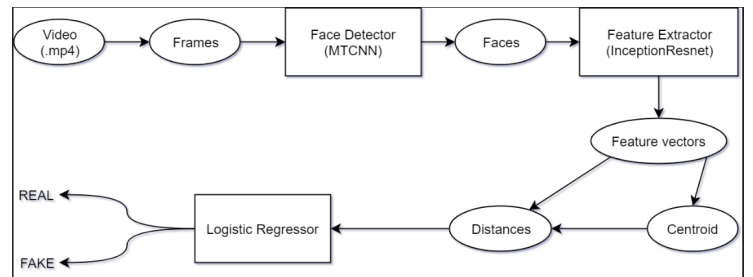 Video
(.mp4)
Frames
Face Detector
(MTCNN)
Faces
Feature Extractor
(InceptionResnet)
Feature vectors
Centroid
Distances
Logistic Regressor
REAL
FAKE